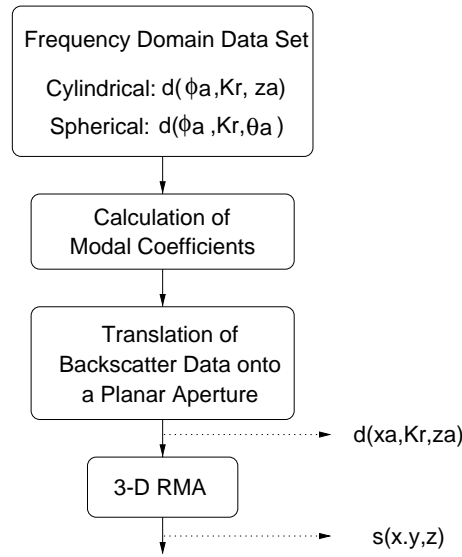 Frequency Domain Data Set
Cylindrical: d(ϕa,Kr, za)
Spherical: d(ϕa ,Kr,θa)
Calculation of
Modal Coefficients
Translation of
Backscatter Data onto
a Planar Aperture
d(xa,Kr,za)
3-D RMA
s(x.y,z)